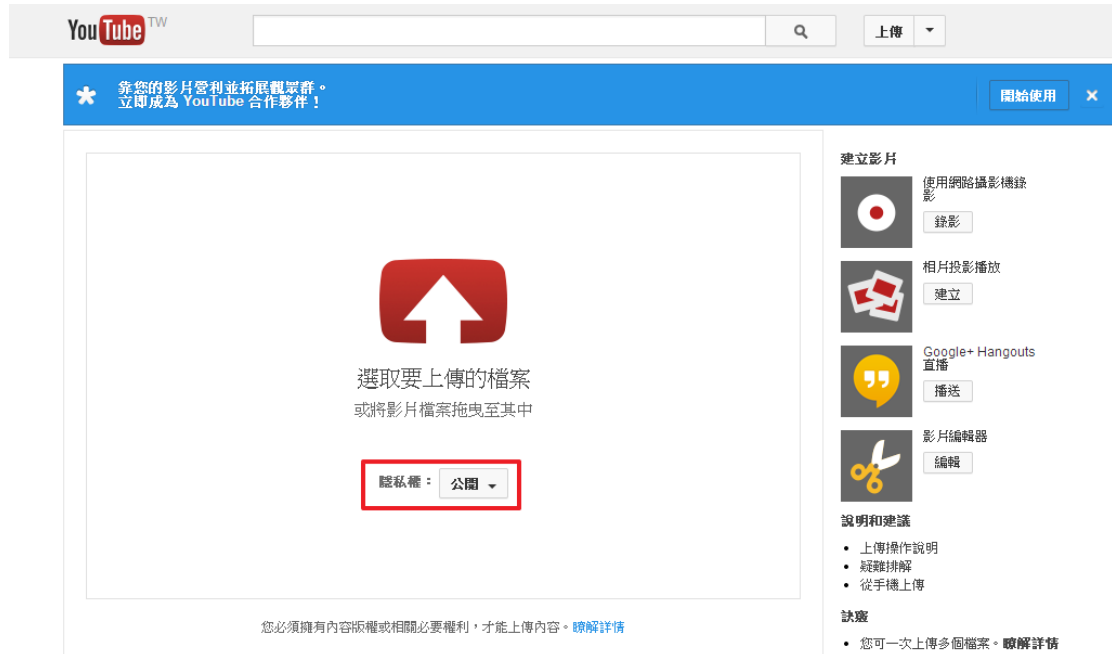 YouTube TW
上傳
靠您的影片營利並拓展觀眾群。
立即成為 YouTube 合作夥伴！
開始使用
選取要上傳的檔案
或將影片檔案拖曳至其中
隱私權：
公開
您必須擁有內容版權或相關必要權利，才能上傳內容。瞭解詳情
建立影片
使用網路攝影機錄
影
錄影
相片投影播放
建立
Google+ Hangouts
直播
播送
影片編輯器
編輯
說明和建議
• 上傳操作說明
• 疑難排解
• 從手機上傳
訣竅
• 您可一次上傳多個檔案。瞭解詳情